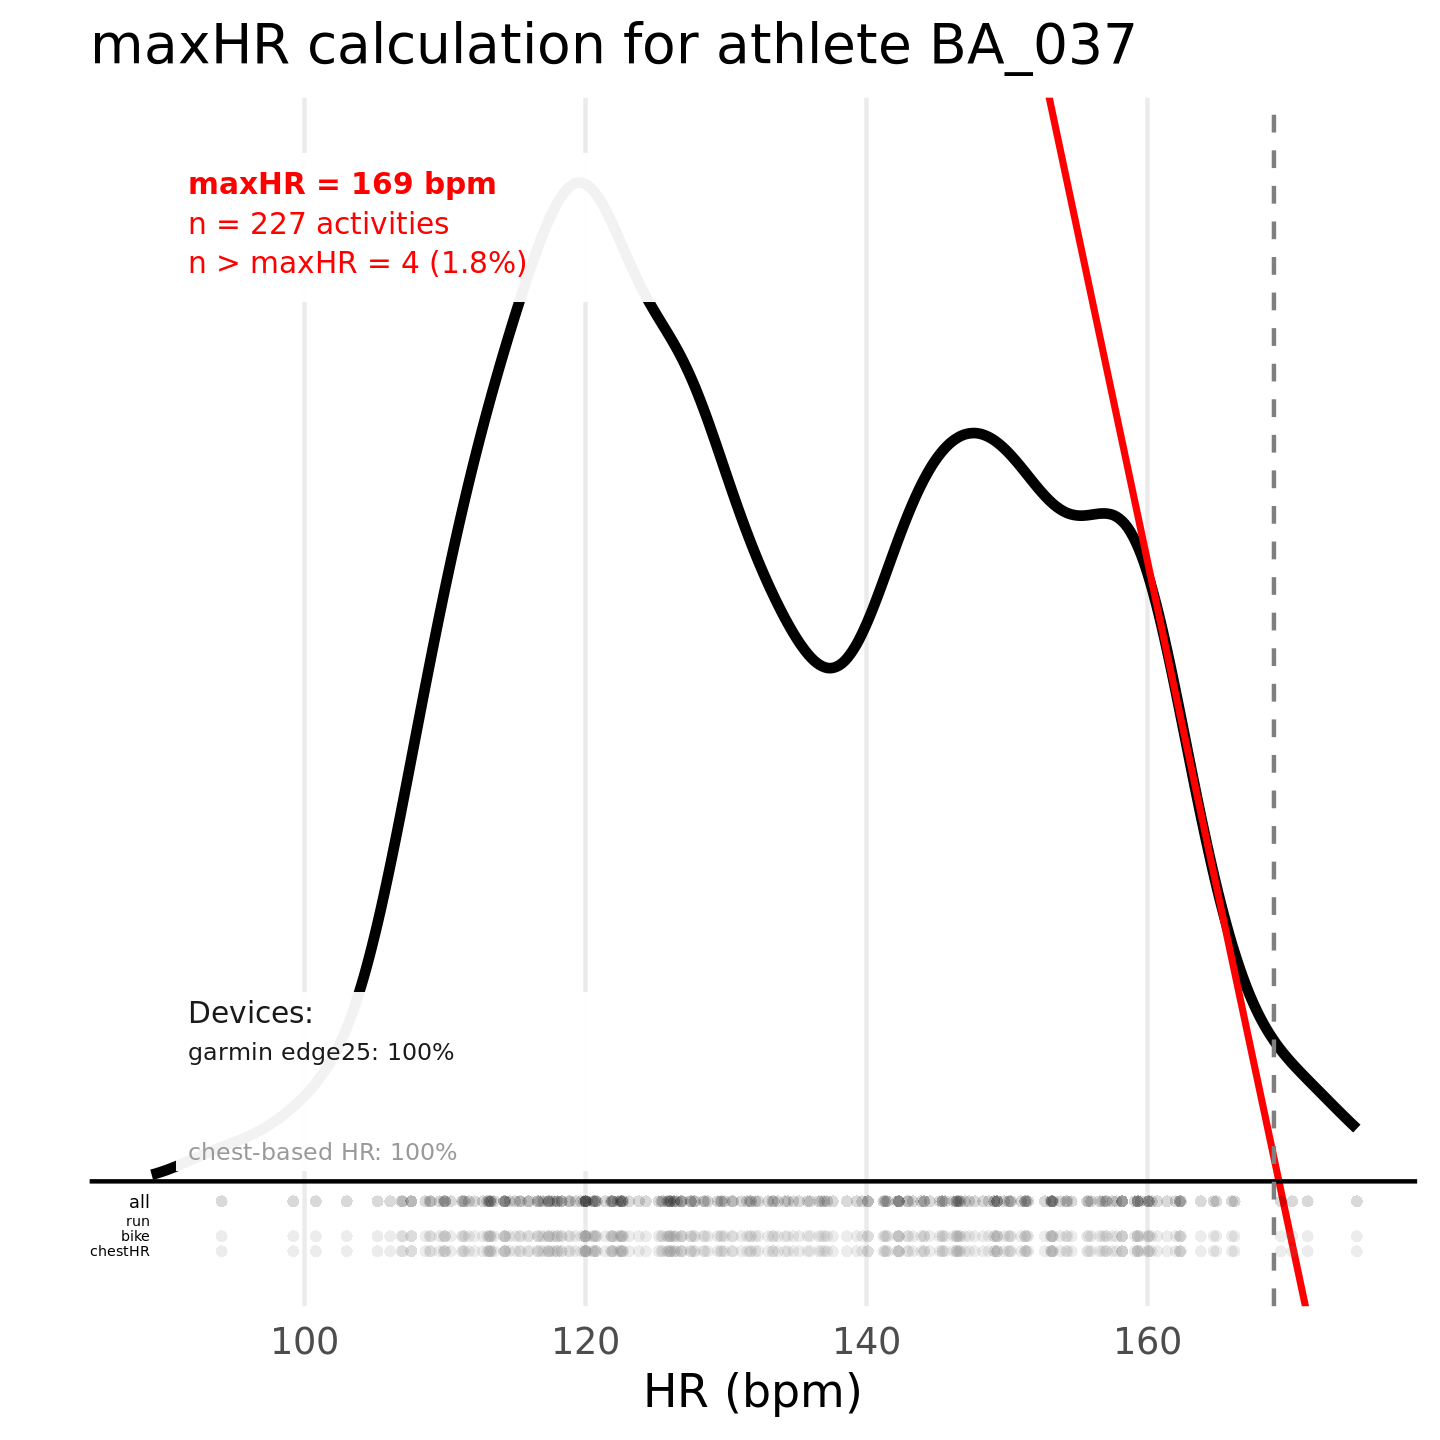 maxHR calculation for athlete BA_037
maxHR = 169 bpm
n = 227 activities
n > maxHR = 4 (1.8%)
Devices:
garmin edge25: 100%
chest-based HR: 100%
all
run
bike
chestHR
100 120 140 160
HR (bpm)